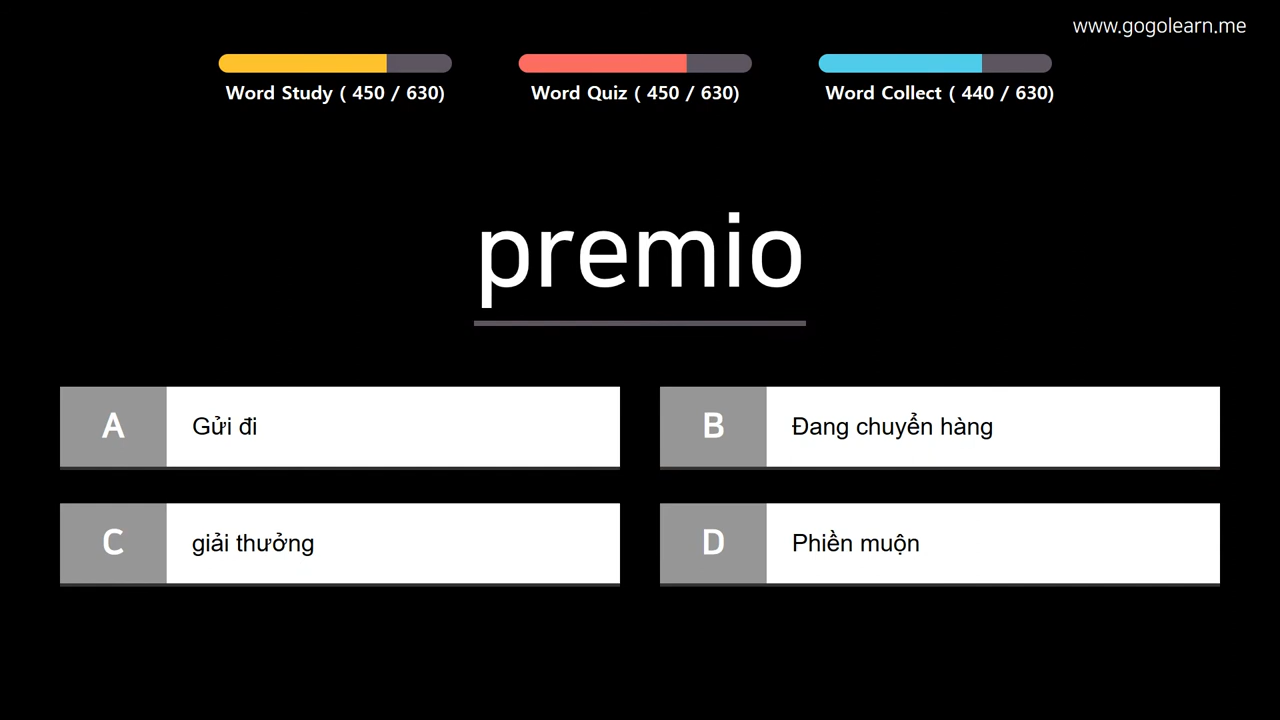 www.gogolearn.me
Word Study ( 450 / 630)
Word Quiz ( 450 / 630)
Word Collect ( 440 / 630)
premio
A Gửi đi
B Đang chuyển hàng
C giải thưởng
D Phiền muộn